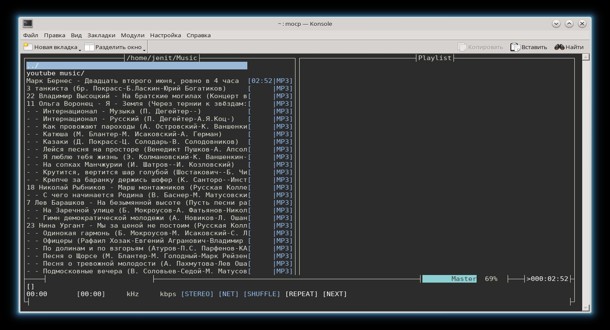 ~ : mocp — Konsole
Файл Правка Вид Закладки Модули Настройка Справка
Новая вкладка Разделить окно Копировать Вставить Найти
/home/jenit/Music Playlist
../
youtube music/
Марк Бернес - Двадцать второго июня, ровно в 4 часа [02:52|MP3]
3 танкиста (бр. Покрасс-Б.Ласкин-Юрий Богатиков) [ |MP3]
22 Владимир Высоцкий - На братские могилах (Концерт в[ |MP3]
11 Ольга Воронец - Я - Земля (Через тернии к звёздам:[ |MP3]
- - Интернационал - Музыка (П. Дегейтер--) [ |MP3]
- - Интернационал - Русский (П. Дегейтер-А.Я.Коц-) [ |MP3]
- - Как провожают пароходы (А. Островский-К. Ваншенки[ |MP3]
- - Катюша (М. Блантер-М. Исаковский-А. Герман) [ |MP3]
- - Казаки (Д. Покрасс-Ц. Солодарь-В. Солодовников) [ |MP3]
- - Лейся песня на просторе (Венедикт Пушков-А. Апсол[ |MP3]
- - Я люблю тебя жизнь (Э. Колмановский-К. Ваншенкин-[ |MP3]
- - На сопках Манчжурии (И. Шатров--И. Козловский) [ |MP3]
- - Крутится, вертится шар голубой (Шостакович--Б. Чи[ |MP3]
- - Крепче за баранку держись шофер (К. Санторо--Инст[ |MP3]
18 Николай Рыбников - Марш монтажников (Русская Колле[ |MP3]
- - С чего начинается Родина (В. Баснер-М. Матусовски[ |MP3]
7 Лев Барашков - На безымянной высоте (Пусть песни ра[ |MP3]
- - На Заречной улице (Б. Мокроусов-А. Фатьянов-Никол[ |MP3]
- - Гимн демократической молодежи (А. Новиков-Л. Ошан[ |MP3]
23 Нина Ургант - Мы за ценой не постоим (Русская Колл[ |MP3]
- - Одинокая гармонь (Б. Мокроусов-М. Исаковский-С. Л[ |MP3]
- - Офицеры (Рафаил Хозак-Евгений Агранович-Владимир [ |MP3]
- - По долинам и по взгорьям (Атуров-П.С. Парфенов-КА[ |MP3]
- - Песня о Щорсе (М. Блантер-М. Голодный-Марк Рейзен[ |MP3]
- - Песня о тревожной молодости (А. Пахмутова-Лев Оша[ |MP3]
- - Подмосковные вечера (В. Соловьев-Седой-М. Матусов[ |MP3]
Master 69% >000:02:52
[]
00:00 [00:00] kHz kbps [STEREO] [NET] [SHUFFLE] [REPEAT] [NEXT]